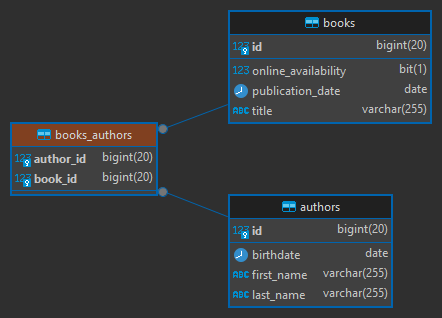 books
123 id bigint(20)
123 online_availability bit(1)
publication_date date
ABC title varchar(255)
books_authors
123 author_id bigint(20)
123 book_id bigint(20)
authors
123 id bigint(20)
birthdate date
ABC first_name varchar(255)
ABC last_name varchar(255)